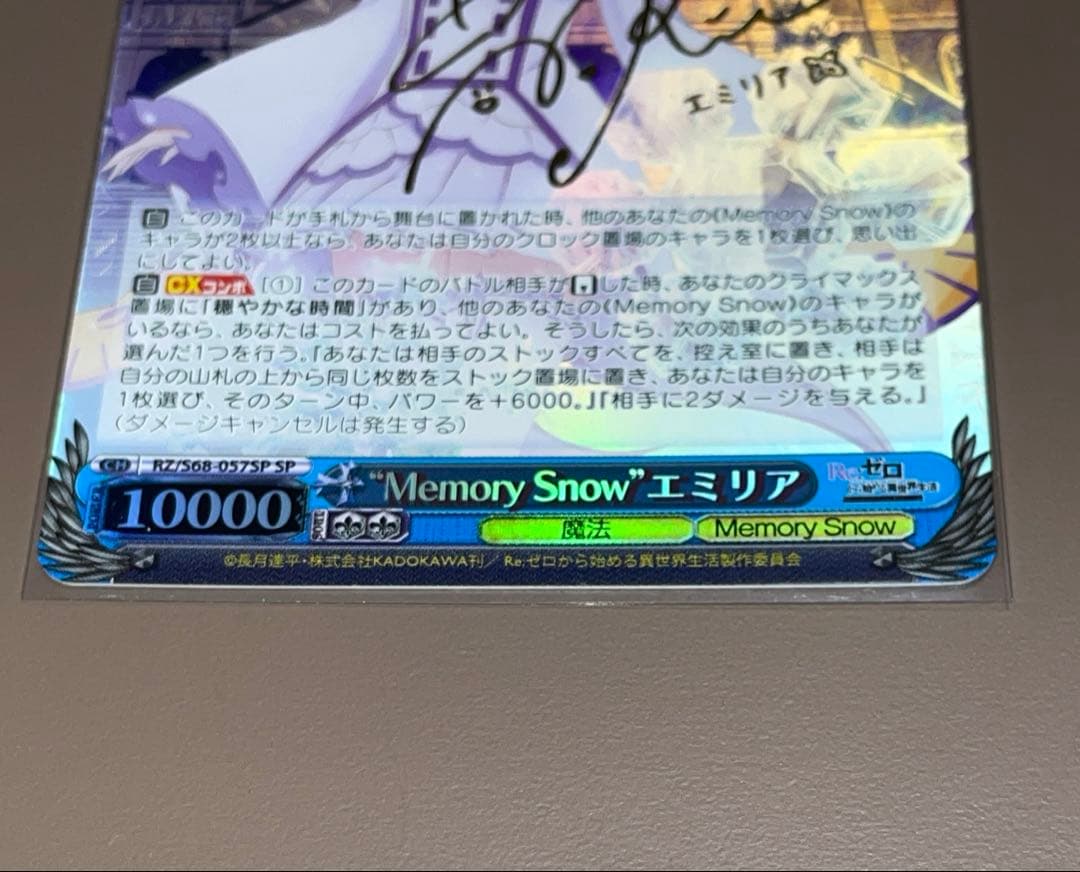 エミリア
自 このカードが手札から舞台に置かれた時、他のあなたの《Memory Snow》の
キャラが2枚以上なら、あなたは自分のクロック置場のキャラを1枚選び、思い出
にしてよい。
自 CXコンボ [①] このカードのバトル相手が した時、あなたのクライマックス
置場に「穏やかな時間」があり、他のあなたの《Memory Snow》のキャラが
いるなら、あなたはコストを払ってよい。そうしたら、次の効果のうちあなたが
選んだ1つを行う。『あなたは相手のストックすべてを、控え室に置き、相手は
自分の山札の上から同じ枚数をストック置場に置き、あなたは自分のキャラを
1枚選び、そのターン中、パワーを+6000。』『相手に2ダメージを与える。』
(ダメージキャンセルは発生する)
CH RZ/S68-057SP SP
"Memory Snow"エミリア
Re:ゼロ
から始める異世界生活
10000
SOUL
魔法
Memory Snow
©長月達平・株式会社KADOKAWA刊／Re:ゼロから始める異世界生活製作委員会